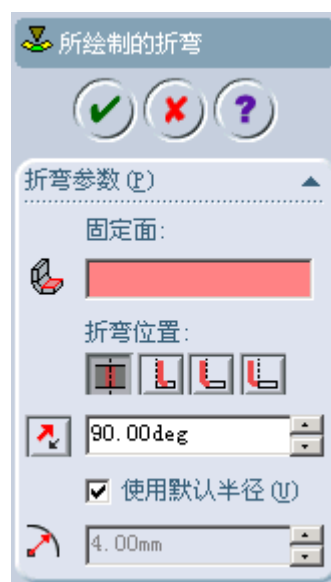 所绘制的折弯
?
折弯参数(P)
固定面:
折弯位置:
90.00deg
使用默认半径(U)
4.00mm